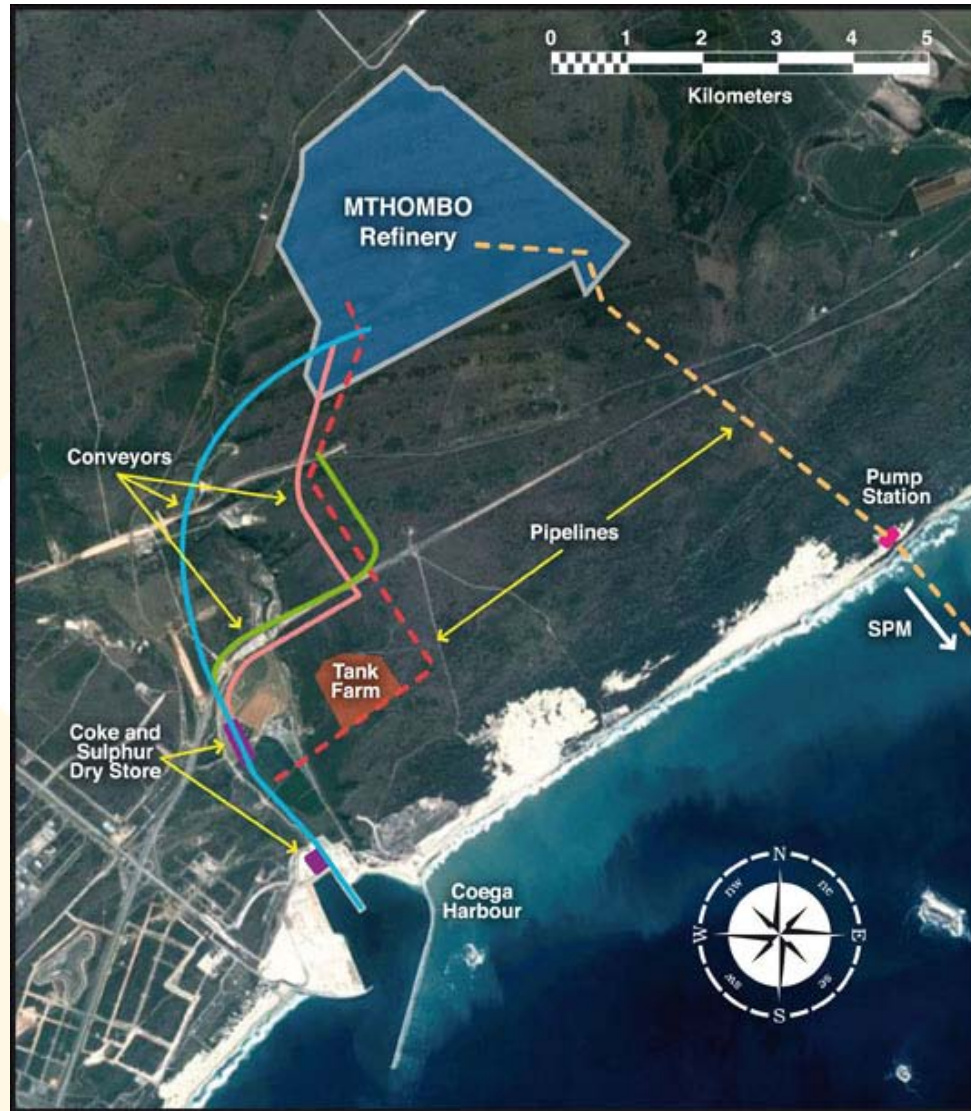 0 1 2 3 4 5
Kilometers
MTHOMBO
Refinery
Conveyors
Pipelines
Pump
Station
SPM
Tank
Farm
Coke and
Sulphur
Dry Store
Coega
Harbour
N
nw
ne
W
E
sw
se
S